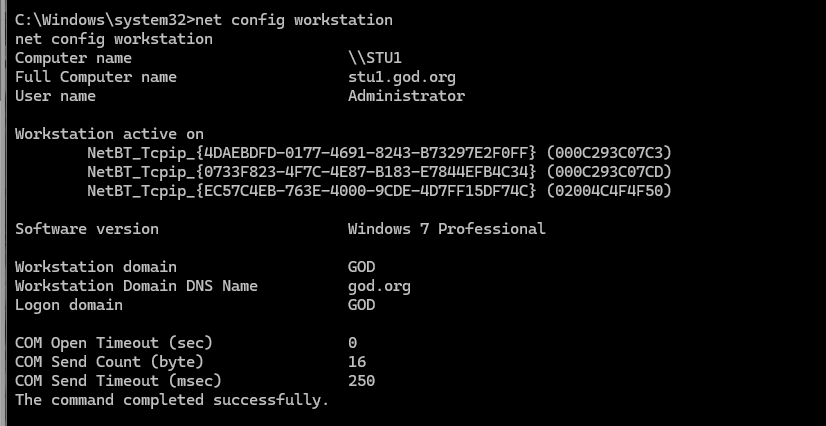 C:\Windows\system32>net config workstation
net config workstation
Computer name                        \\STU1
Full Computer name                   stu1.god.org
User name                            Administrator

Workstation active on
        NetBT_Tcpip_{4DAEBDFD-0177-4691-8243-B73297E2F0FF} (000C293C07C3)
        NetBT_Tcpip_{0733F823-4F7C-4E87-B183-E7844EFB4C34} (000C293C07CD)
        NetBT_Tcpip_{EC57C4EB-763E-4000-9CDE-4D7FF15DF74C} (02004C4F4F50)

Software version                     Windows 7 Professional

Workstation domain                   GOD
Workstation Domain DNS Name          god.org
Logon domain                         GOD

COM Open Timeout (sec)               0
COM Send Count (byte)                16
COM Send Timeout (msec)              250
The command completed successfully.